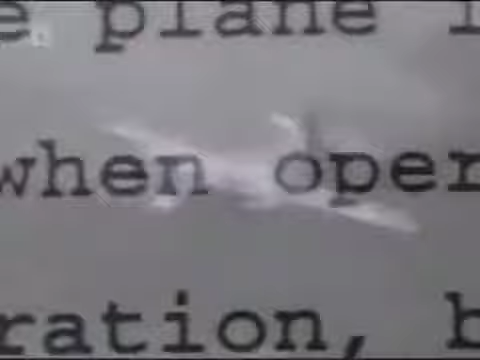 e plane
when oper
ration, b